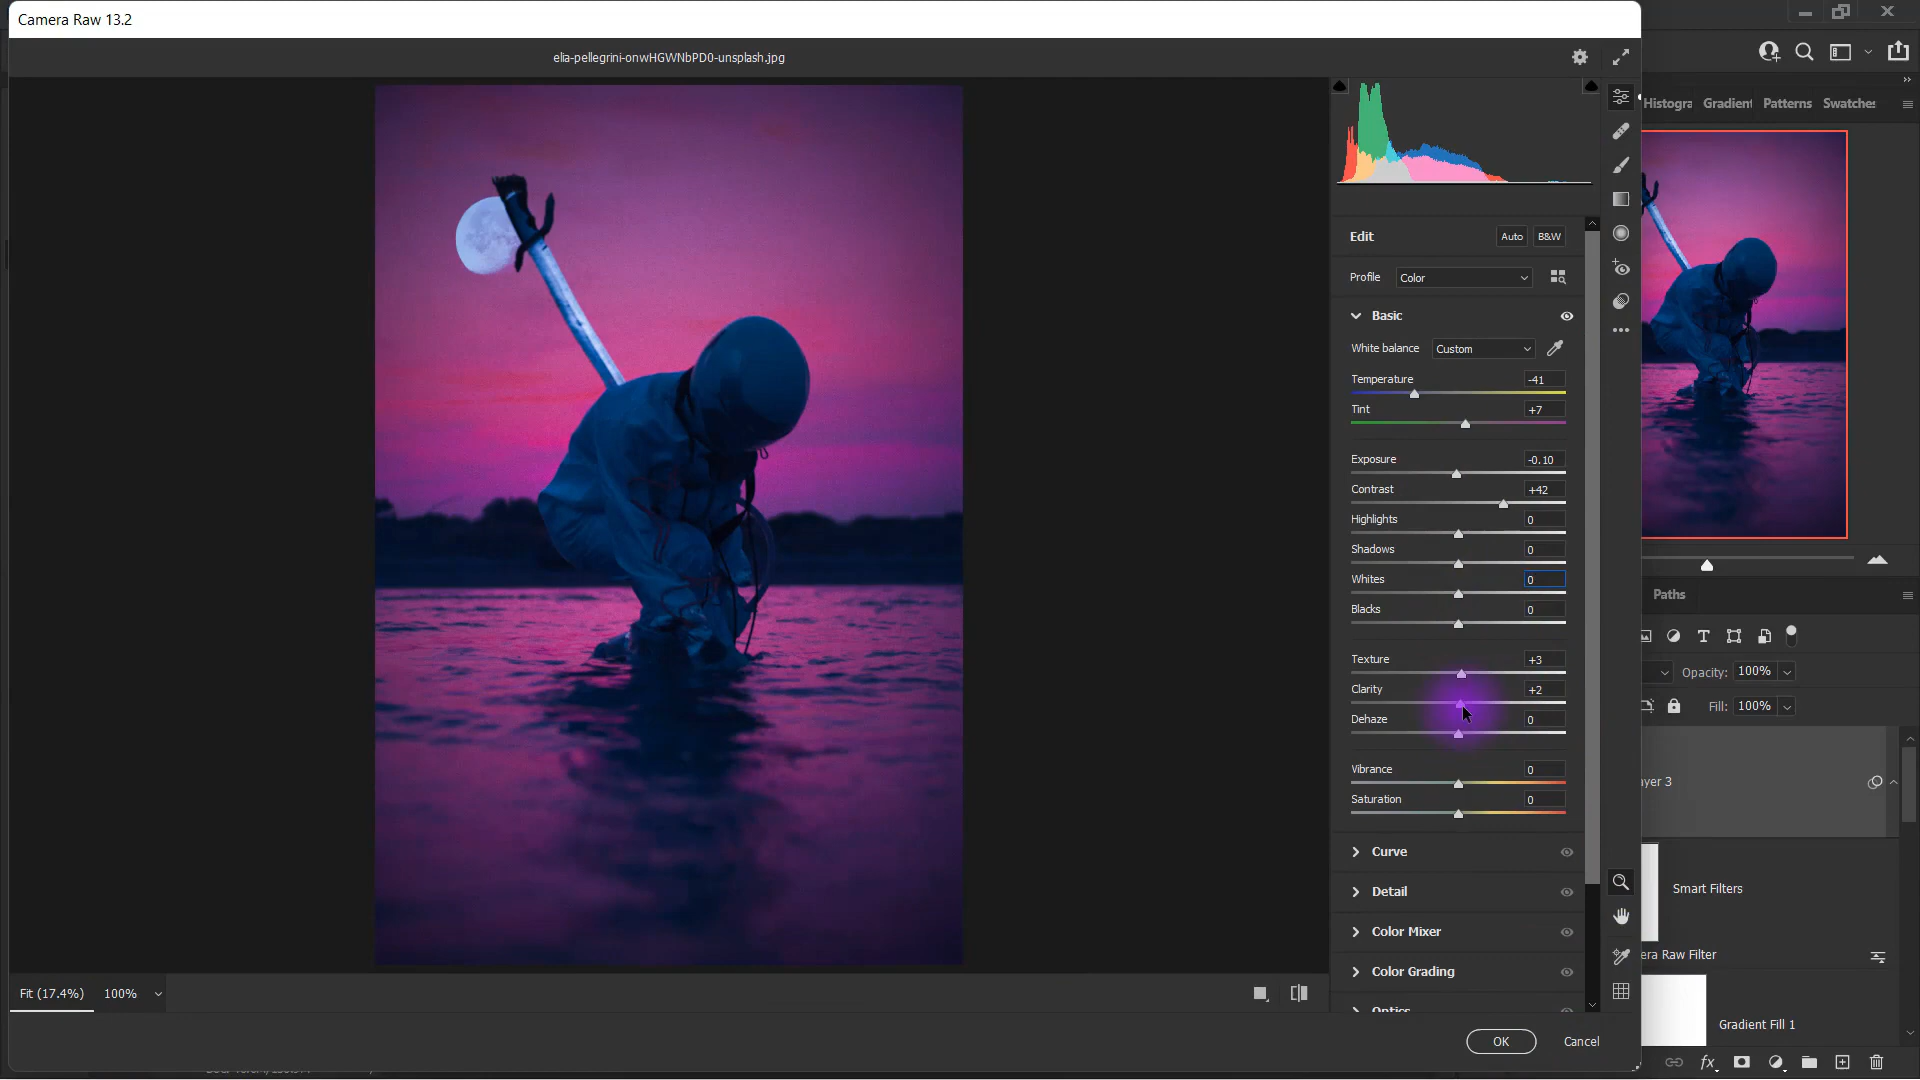 Camera Raw 13.2
elia-pellegrini-onwHGWNbPD0-unsplash.jpg
Histogra Gradient Patterns Swatches
Edit Auto B&W
Profile Color
Basic
White balance Custom
Temperature -41
Tint +7
Exposure -0.10
Contrast +42
Highlights 0
Shadows 0
Whites 0
Blacks 0
Texture +3
Clarity +2
Dehaze 0
Vibrance 0
Saturation 0
Curve
Detail
Color Mixer
Color Grading
Optics
Paths
Opacity: 100%
Fill: 100%
ayer 3
Smart Filters
era Raw Filter
Gradient Fill 1
Fit (17.4%) 100%
OK Cancel
fx